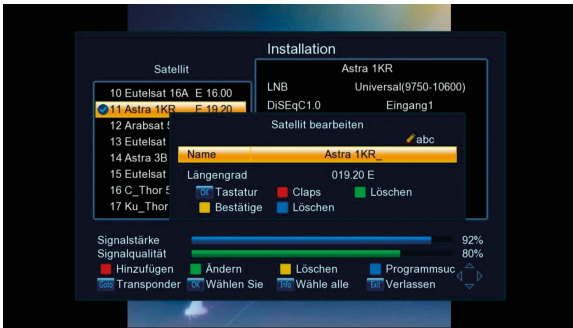 Installation
Satellit
Astra 1KR
LNB Universal(9750-10600)
DiSEqC1.0 Eingang1
10 Eutelsat 16A E 16.00
11 Astra 1KR E 19.20
12 Arabsat
13 Eutelsat
14 Astra 3B
15 Eutelsat
16 C_Thor
17 Ku_Thor
Satellit bearbeiten
abc
Name Astra 1KR_
Längengrad 019.20 E
OK Tastatur Claps Löschen
Bestätige Löschen
Signalstärke 92%
Signalqualität 80%
Hinzufügen Ändern Löschen Programmsuc
Goto Transponder OK Wählen Sie Info Wähle alle Exit Verlassen